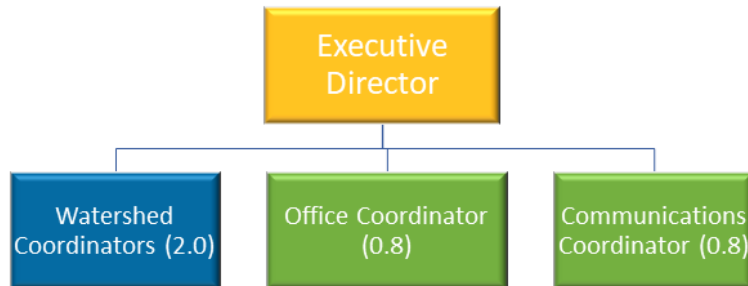 Executive
Director
Watershed
Coordinators (2.0)
Office Coordinator
(0.8)
Communications
Coordinator (0.8)